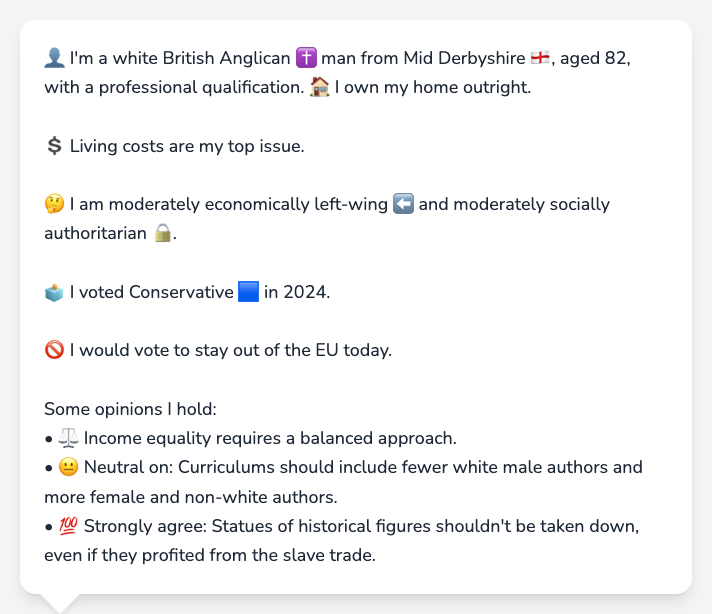 👤 I'm a white British Anglican ✝️ man from Mid Derbyshire 🏴󠁧󠁢󠁥󠁮󠁧󠁿, aged 82,
with a professional qualification. 🏠 I own my home outright.
💲 Living costs are my top issue.
🤔 I am moderately economically left-wing ⬅️ and moderately socially
authoritarian 🔒.
🗳️ I voted Conservative 🟦 in 2024.
🚫 I would vote to stay out of the EU today.
Some opinions I hold:
• ⚖️ Income equality requires a balanced approach.
• 😐 Neutral on: Curriculums should include fewer white male authors and
more female and non-white authors.
• 💯 Strongly agree: Statues of historical figures shouldn't be taken down,
even if they profited from the slave trade.